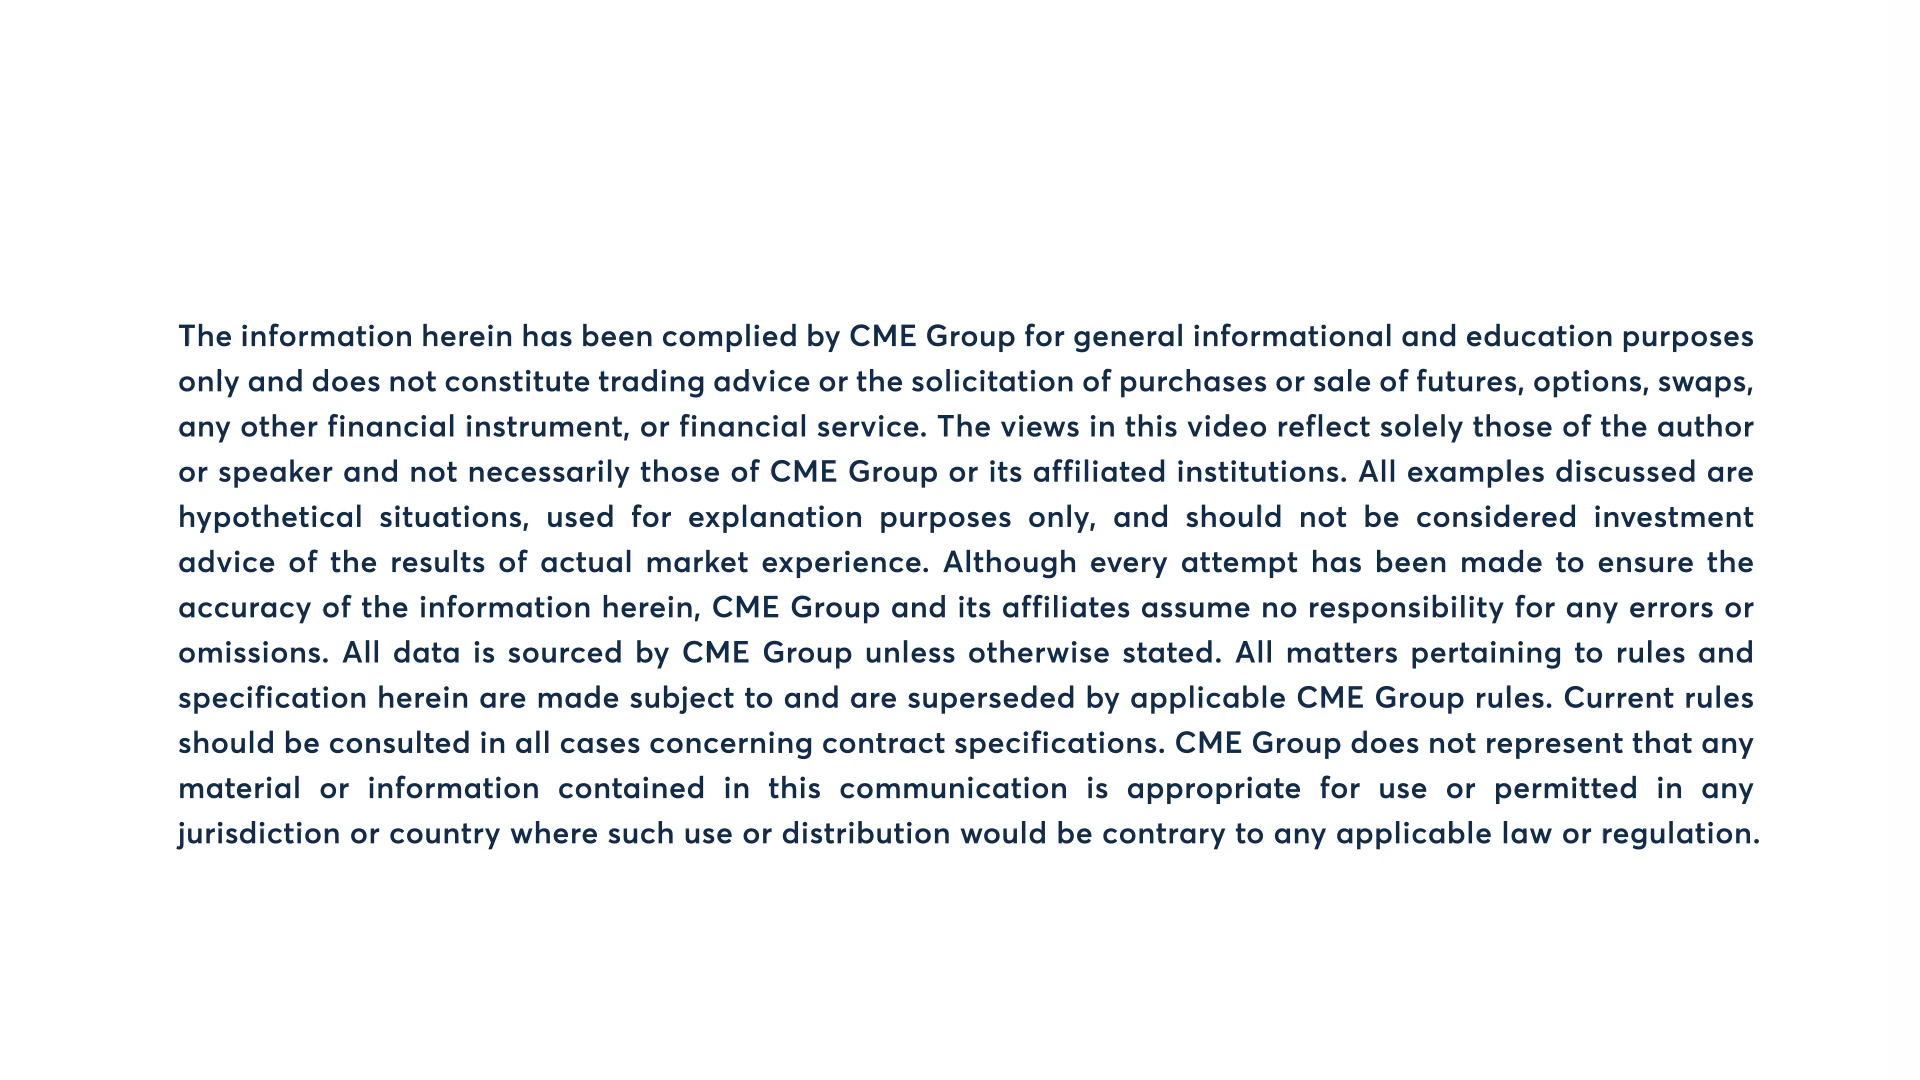 The information herein has been complied by CME Group for general informational and education purposes
only and does not constitute trading advice or the solicitation of purchases or sale of futures, options, swaps,
any other financial instrument, or financial service. The views in this video reflect solely those of the author
or speaker and not necessarily those of CME Group or its affiliated institutions. All examples discussed are
hypothetical situations, used for explanation purposes only, and should not be considered investment
advice of the results of actual market experience. Although every attempt has been made to ensure the
accuracy of the information herein, CME Group and its affiliates assume no responsibility for any errors or
omissions. All data is sourced by CME Group unless otherwise stated. All matters pertaining to rules and
specification herein are made subject to and are superseded by applicable CME Group rules. Current rules
should be consulted in all cases concerning contract specifications. CME Group does not represent that any
material or information contained in this communication is appropriate for use or permitted in any
jurisdiction or country where such use or distribution would be contrary to any applicable law or regulation.